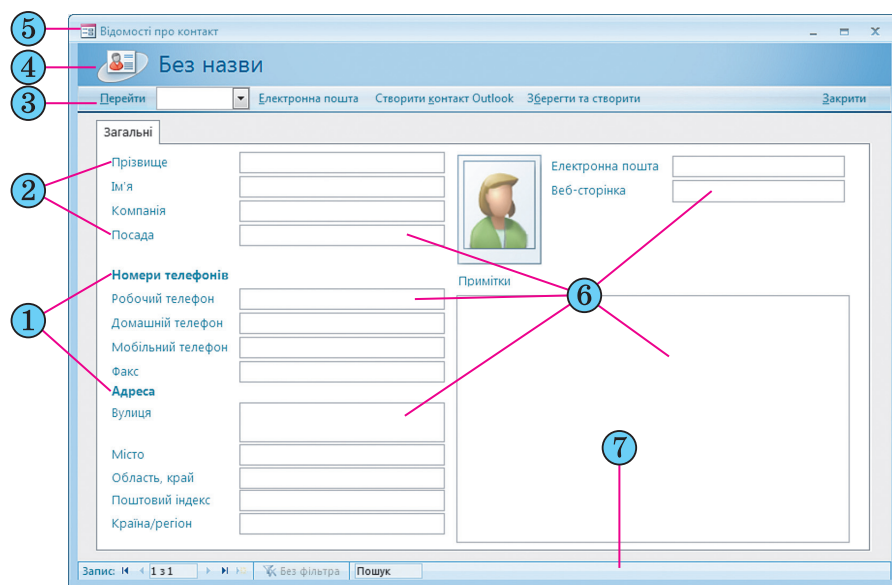 5 Відомості про контакт
4 Без назви
3 Перейти Електронна пошта Створити контакт Outlook Зберегти та створити Закрити
Загальні
Прізвище
Ім'я
Компанія
Посада
2
Електронна пошта
Веб-сторінка
Номери телефонів
Робочий телефон
Домашній телефон
Мобільний телефон
Факс
1
Адреса
Вулиця
Місто
Область, край
Поштовий індекс
Країна/регіон
Примітки
6
7
Запис: 1 з 1 Без фільтра Пошук